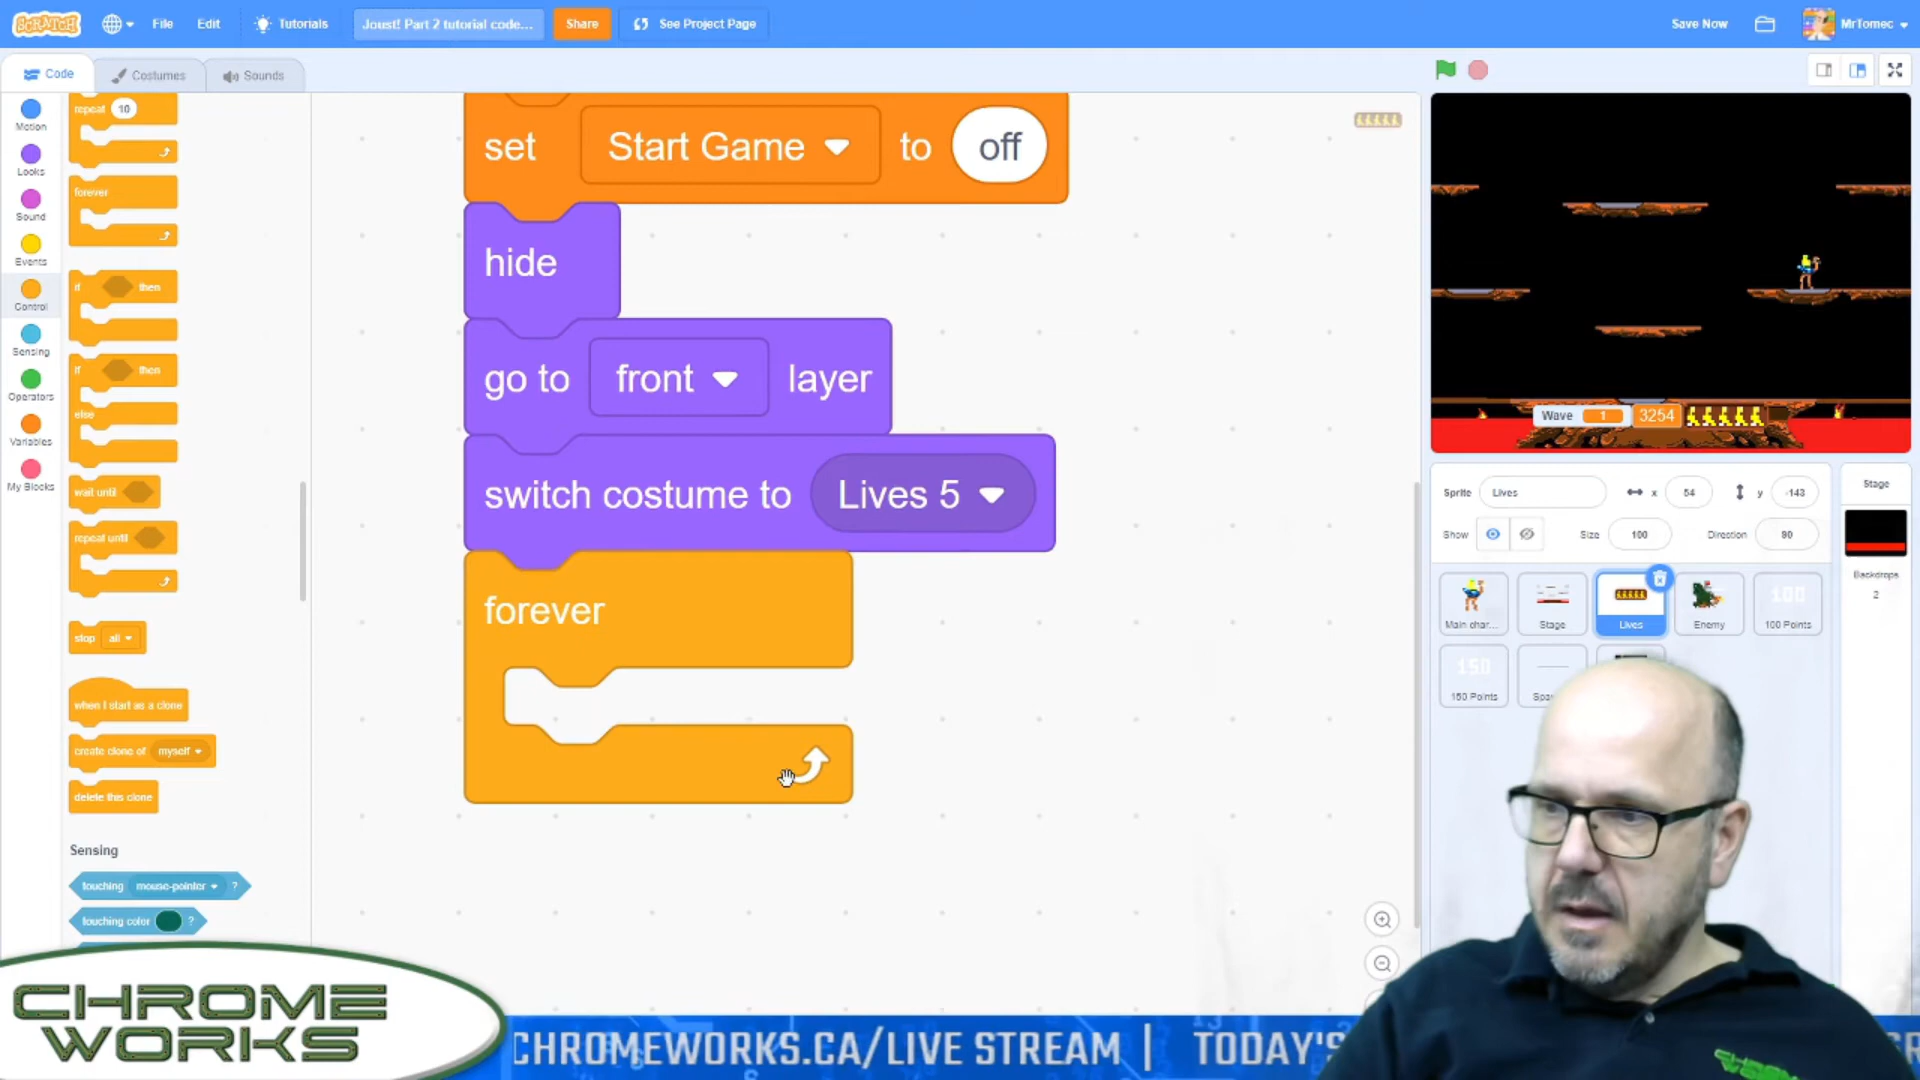 SCRATCH
File
Edit
Tutorials
Joust! Part 2 tutorial code...
Share
See Project Page
Save Now
MrTomec
Code
Costumes
Sounds
Motion
Looks
Sound
Events
Control
Sensing
Operators
Variables
My Blocks
repeat 10
forever
if then
if then
else
wait until
repeat until
stop all
when I start as a clone
create clone of myself
delete this clone
Sensing
touching mouse-pointer ?
touching color ?
set Start Game to off
hide
go to front layer
switch costume to Lives 5
forever
Wave 1 3254
Sprite Lives x 54 y -143
Show Size 100 Direction 90
Main char...
Stage
Lives
Enemy
100
100 Points
150
150 Points
Stage
Backdrops
2
CHROME
WORKS
CHROMEWORKS.CA/LIVE STREAM | TODAY'S